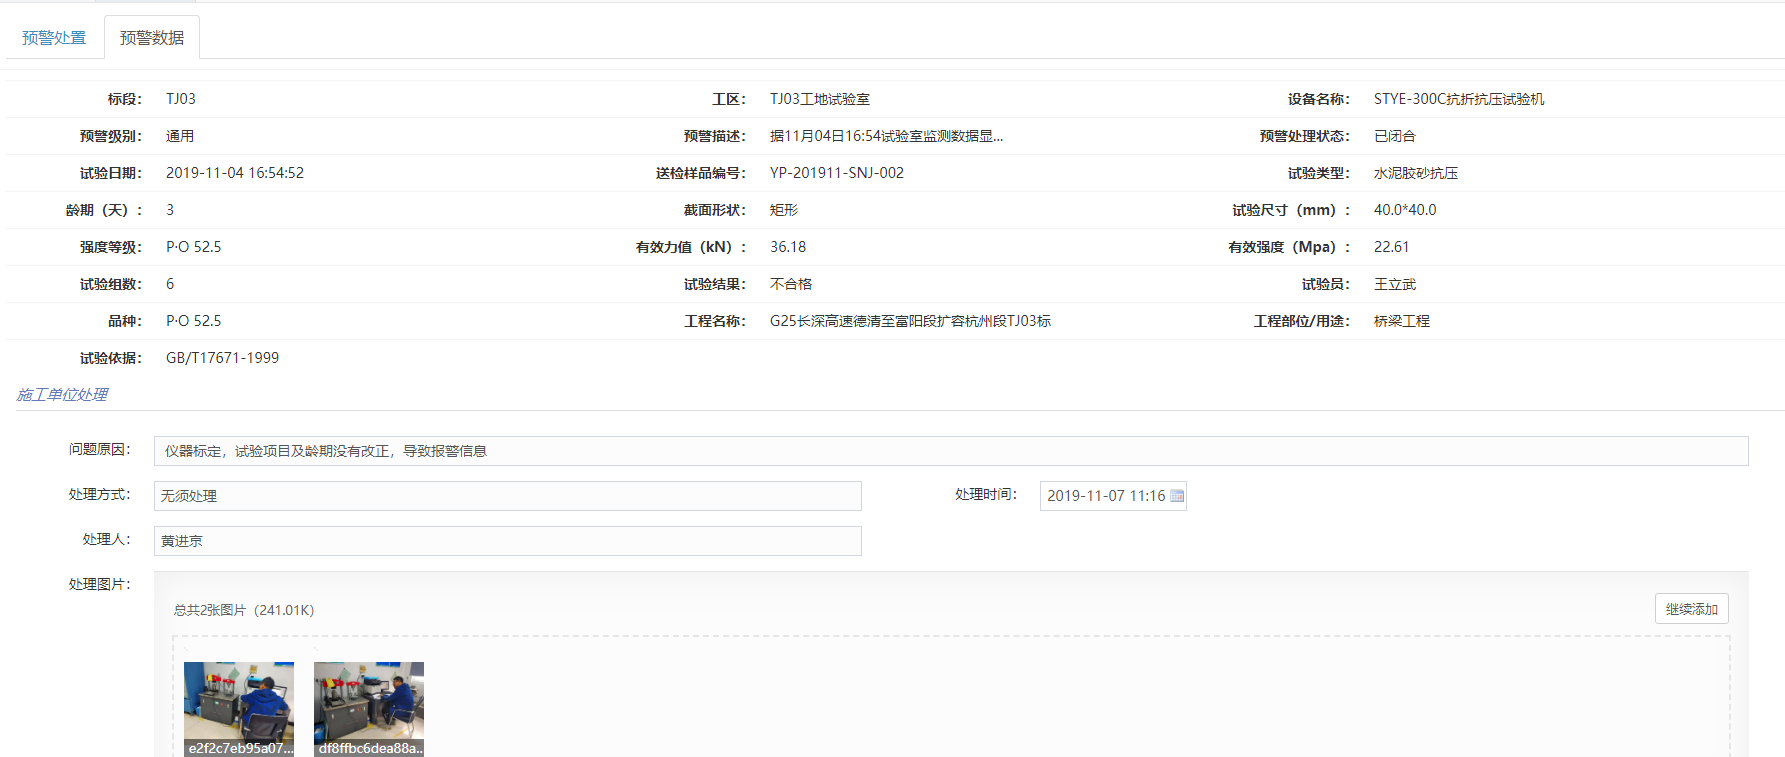 预警处置 预警数据
标段: TJ03 工区: TJ03工地试验室 设备名称: STYE-300C抗折抗压试验机
预警级别: 通用 预警描述: 据11月04日16:54试验室监测数据显... 预警处理状态: 已闭合
试验日期: 2019-11-04 16:54:52 送检样品编号: YP-201911-SNJ-002 试验类型: 水泥胶砂抗压
龄期（天）: 3 截面形状: 矩形 试验尺寸（mm）: 40.0*40.0
强度等级: P·O 52.5 有效力值（kN）: 36.18 有效强度（Mpa）: 22.61
试验组数: 6 试验结果: 不合格 试验员: 王立武
品种: P·O 52.5 工程名称: G25长深高速德清至富阳段扩容杭州段TJ03标 工程部位/用途: 桥梁工程
试验依据: GB/T17671-1999
施工单位处理
问题原因: 仪器标定，试验项目及龄期没有改正，导致报警信息
处理方式: 无须处理 处理时间: 2019-11-07 11:16
处理人: 黄进京
处理图片:
总共2张图片（241.01K） 继续添加
e2f2c7eb95a07... df8ffbc6dea88a...